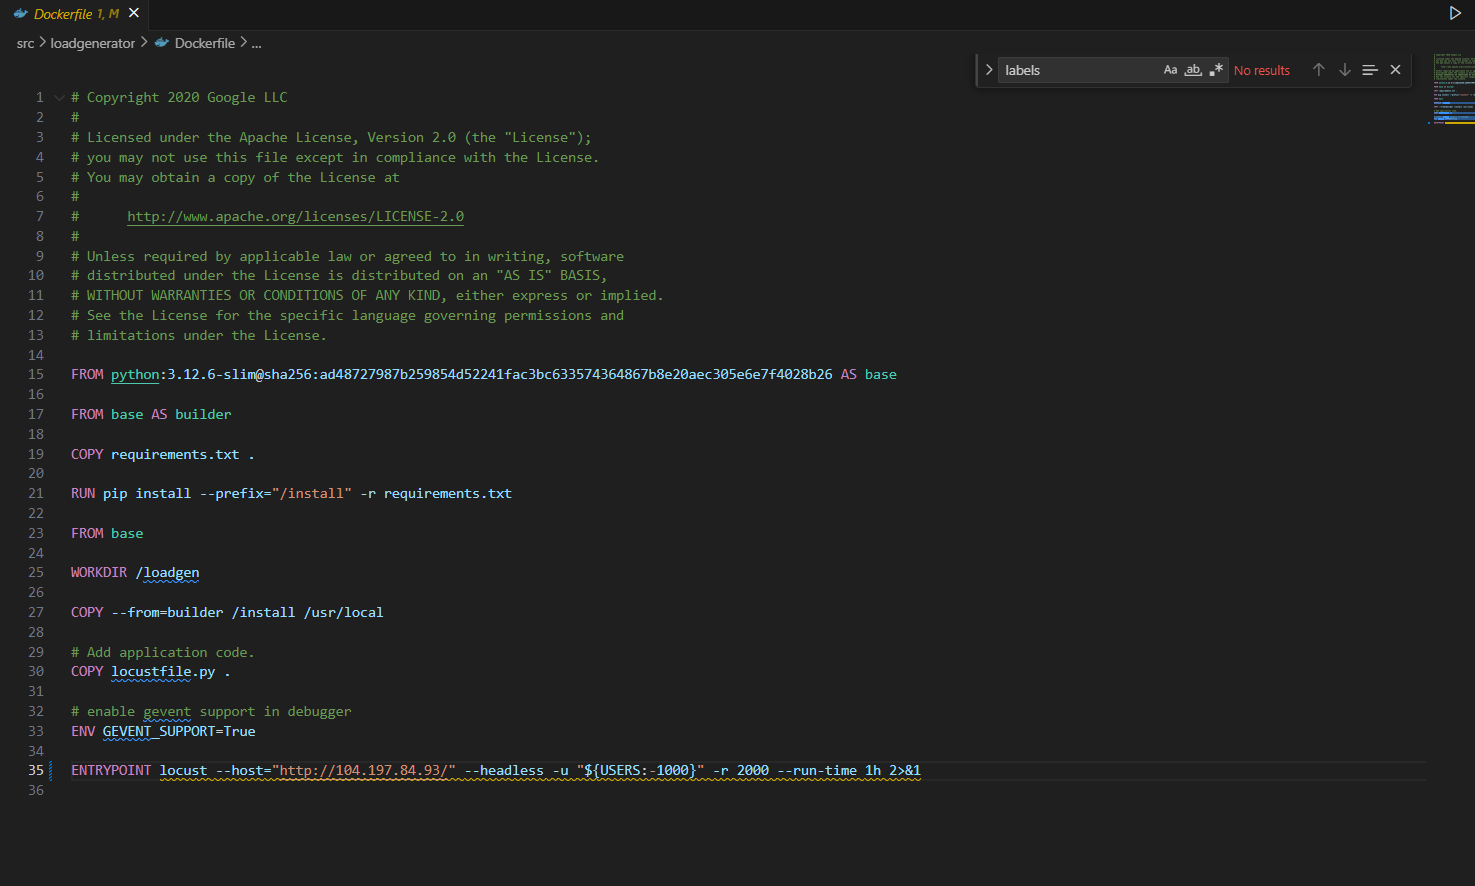 Dockerfile 1, M
src > loadgenerator > Dockerfile > ...
labels Aa ab No results
1 # Copyright 2020 Google LLC
2 #
3 # Licensed under the Apache License, Version 2.0 (the "License");
4 # you may not use this file except in compliance with the License.
5 # You may obtain a copy of the License at
6 #
7 #      http://www.apache.org/licenses/LICENSE-2.0
8 #
9 # Unless required by applicable law or agreed to in writing, software
10 # distributed under the License is distributed on an "AS IS" BASIS,
11 # WITHOUT WARRANTIES OR CONDITIONS OF ANY KIND, either express or implied.
12 # See the License for the specific language governing permissions and
13 # limitations under the License.
14
15 FROM python:3.12.6-slim@sha256:ad48727987b259854d52241fac3bc633574364867b8e20aec305e6e7f4028b26 AS base
16
17 FROM base AS builder
18
19 COPY requirements.txt .
20
21 RUN pip install --prefix="/install" -r requirements.txt
22
23 FROM base
24
25 WORKDIR /loadgen
26
27 COPY --from=builder /install /usr/local
28
29 # Add application code.
30 COPY locustfile.py .
31
32 # enable gevent support in debugger
33 ENV GEVENT_SUPPORT=True
34
35 ENTRYPOINT locust --host="http://104.197.84.93/" --headless -u "${USERS:-1000}" -r 2000 --run-time 1h 2>&1
36